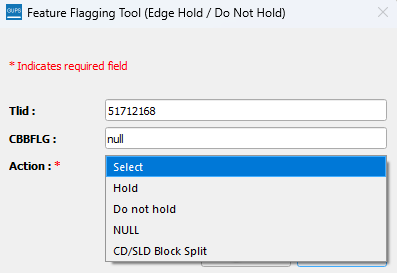 GUPS Feature Flagging Tool (Edge Hold / Do Not Hold)
* Indicates required field
Tlid : 51712168
CBBFLG : null
Action : * Select
Hold
Do not hold
NULL
CD/SLD Block Split